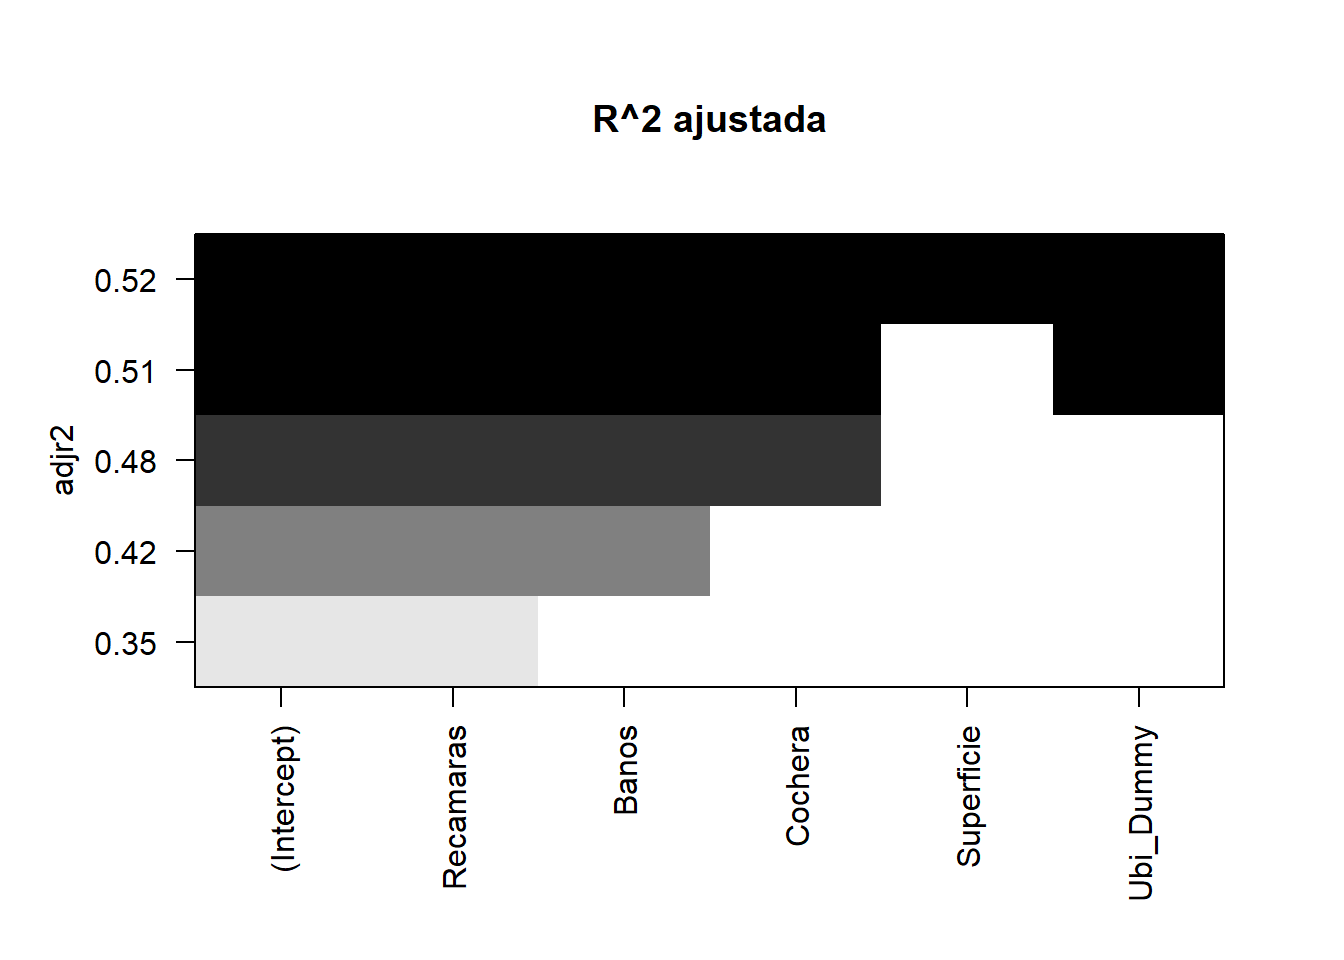 R^2 ajustada
adjr2
0.52
0.51
0.48
0.42
0.35
(Intercept)
Recamaras
Banos
Cochera
Superficie
Ubi_Dummy